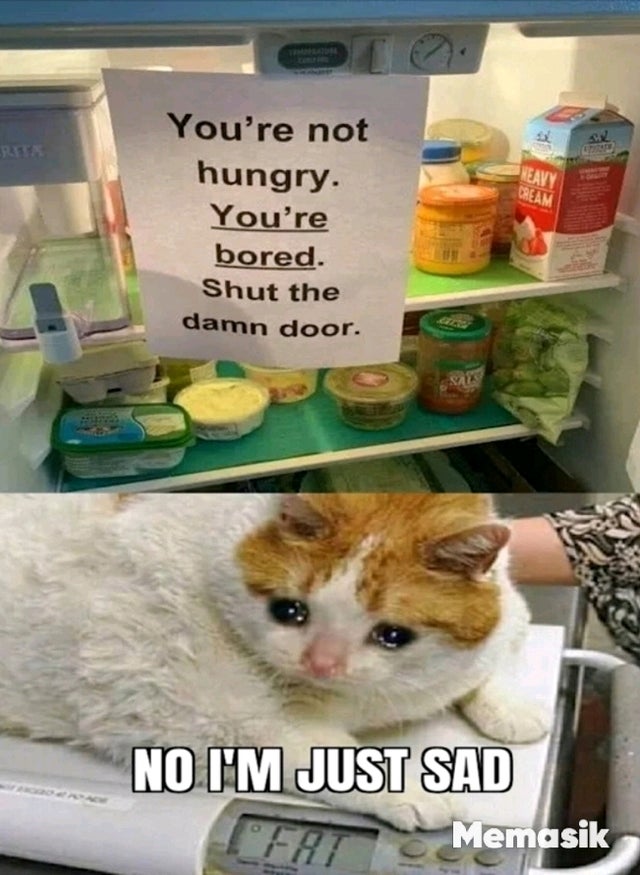 You're not
hungry.
You're
bored.
Shut the
damn door.
HEAVY
CREAM
NO I'M JUST SAD
FAT
Memasik